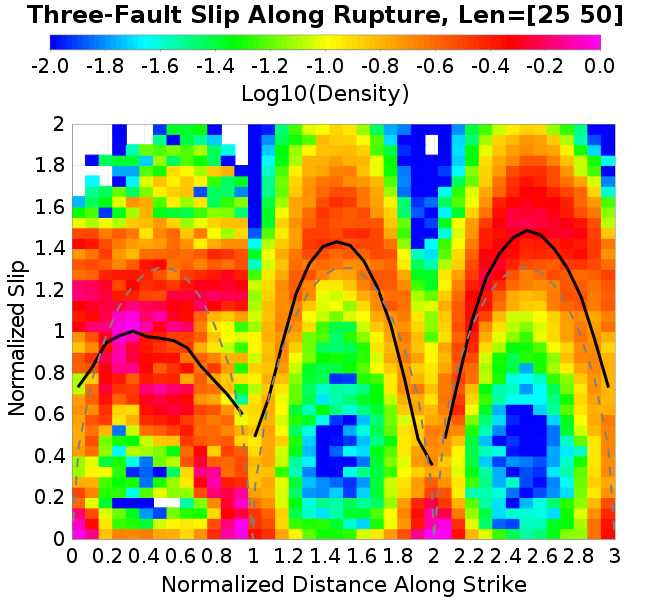 Three-Fault Slip Along Rupture, Len=[25 50]
-2.0 -1.8 -1.6 -1.4 -1.2 -1.0 -0.8 -0.6 -0.4 -0.2 0.0
Log10(Density)
2
1.8
1.6
1.4
1.2
1
0.8
0.6
0.4
0.2
0
Normalized Slip
0 0.2 0.4 0.6 0.8 1 1.2 1.4 1.6 1.8 2 2.2 2.4 2.6 2.8 3
Normalized Distance Along Strike